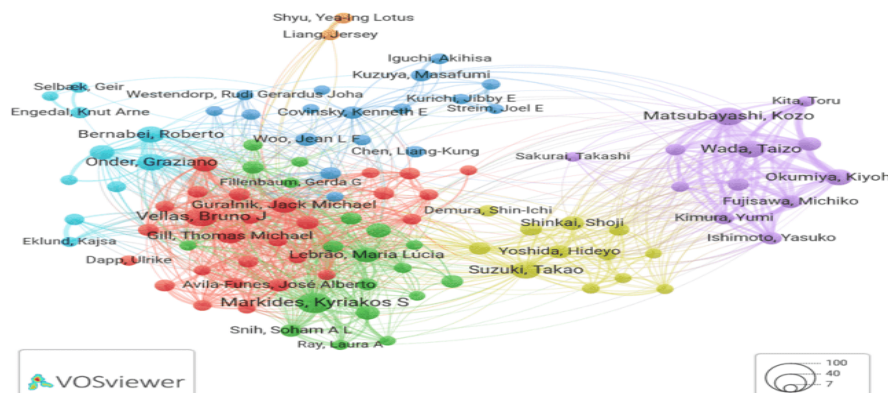 Shyu, Yea-Ing Lotus
Liang, Jersey
Iguchi, Akihisa
Kuzuya, Masafumi
Selbæk, Geir
Westendorp, Rudi Gerardus Joha
Kurichi, Jibby E
Kita, Toru
Engedal, Knut Arne
Covinsky, Kenneth E
Streim, Joel E
Matsubayashi, Kozo
Bernabei, Roberto
Woo, Jean L F
Chen, Liang-Kung
Sakurai, Takashi
Wada, Taizo
Onder, Graziano
Okumiya, Kiyoh
Fillenbaum, Gerda G
Guralnik, Jack Michael
Fujisawa, Michiko
Vellas, Bruno J
Demura, Shin-Ichi
Kimura, Yumi
Shinkai, Shoji
Gill, Thomas Michael
Ishimoto, Yasuko
Eklund, Kajsa
Lebrão, Maria Lúcia
Yoshida, Hideyo
Dapp, Ulrike
Suzuki, Takao
Avila-Funes, José Alberto
Markides, Kyriakos S
Snih, Soham A L
Ray, Laura A
VOSviewer
100
40
7